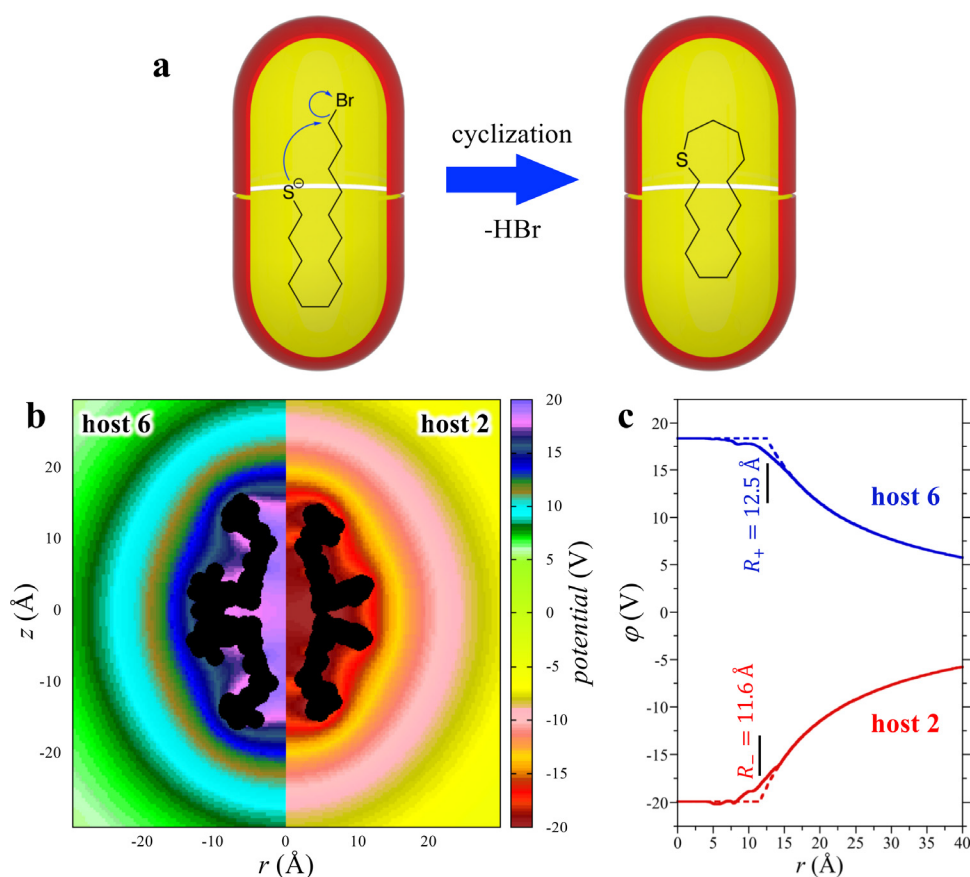 a
Br
S⊖
cyclization
-HBr
S
b
host 6
host 2
z (Å)
20
10
0
-10
-20
-20
-10
0
10
20
r (Å)
20
15
10
5
0
-5
-10
-15
-20
potential (V)
c
φ (V)
18
15
10
5
0
-5
-10
-15
-20
R₊ = 12.5 Å
host 6
R₋ = 11.6 Å
host 2
0
5
10
15
20
25
30
35
40
r (Å)